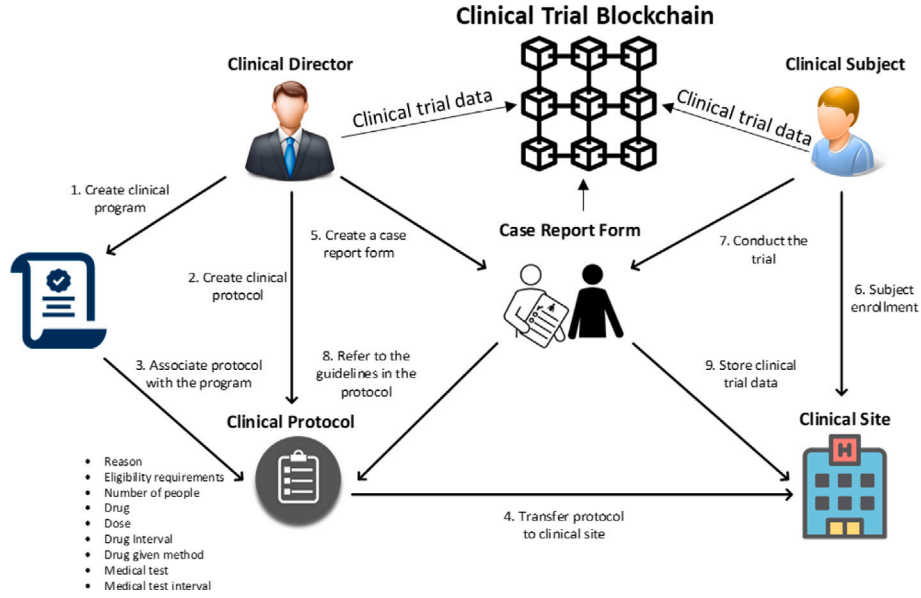 Clinical Trial Blockchain
Clinical Director
Clinical Subject
Clinical trial data
Clinical trial data
1. Create clinical
program
5. Create a case
report form
Case Report Form
7. Conduct the
trial
2. Create clinical
protocol
6. Subject
enrollment
3. Associate protocol
with the program
8. Refer to the
guidelines in the
protocol
9. Store clinical
trial data
Clinical Protocol
Clinical Site
H
• Reason
• Eligibility requirements
• Number of people
• Drug
• Dose
• Drug Interval
• Drug given method
• Medical test
• Medical test interval
4. Transfer protocol
to clinical site